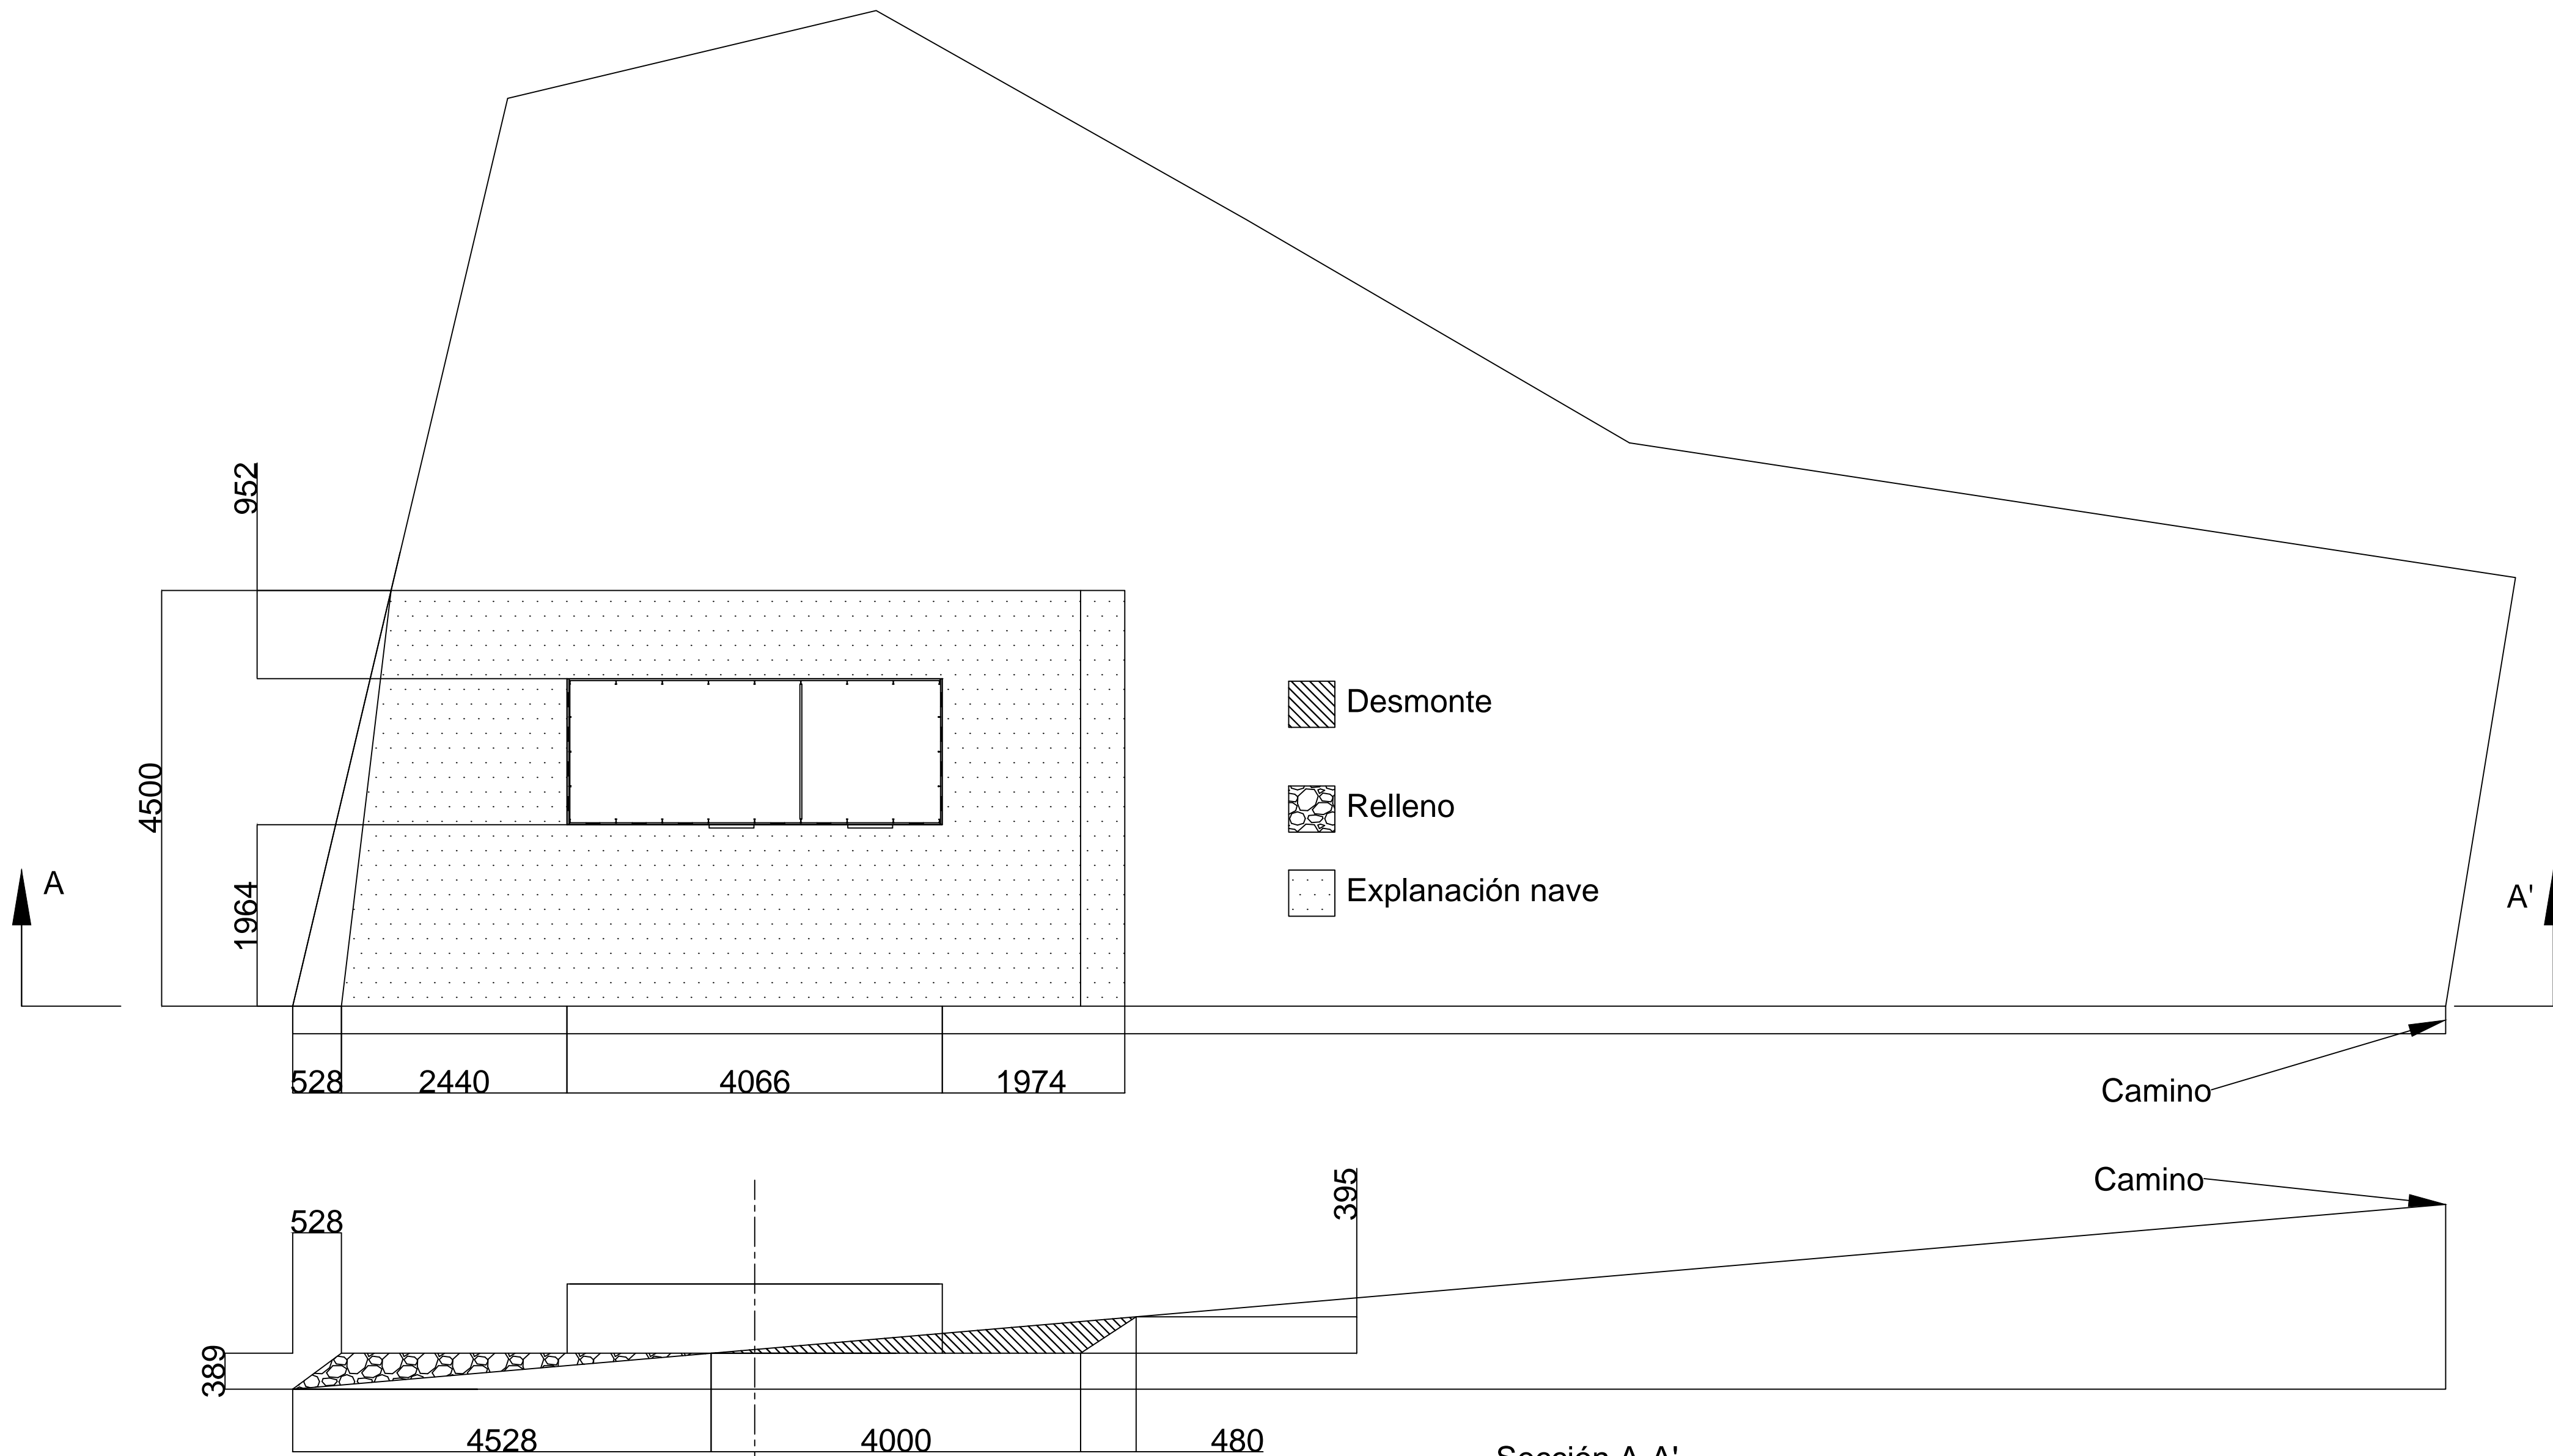 952
4500
1964
A
Desmonte
Relleno
Explanación nave
A'
528
2440
4066
1974
Camino
Camino
395
528
389
4528
4000
480
Sección A-A'